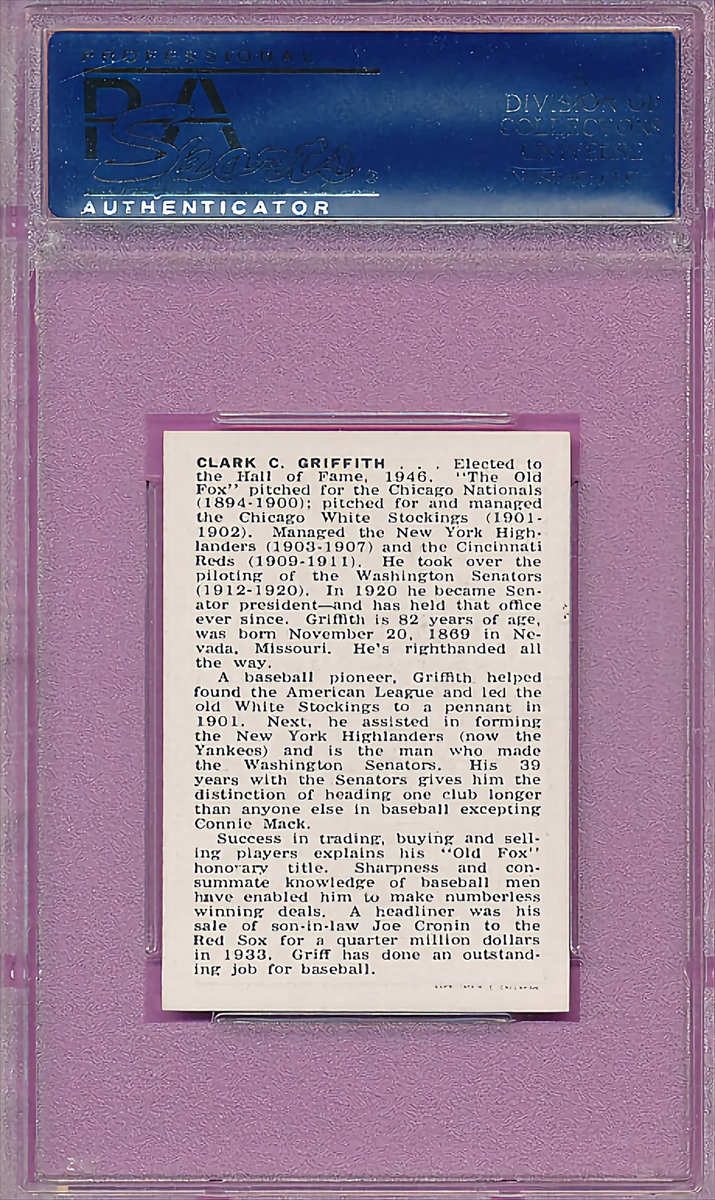 PROFESSIONAL
PSA
Sports
AUTHENTICATOR
A
DIVISION OF
COLLECTORS
UNIVERSE
CLARK C. GRIFFITH . . . Elected to
the Hall of Fame, 1946. "The Old
Fox" pitched for the Chicago Nationals
(1894-1900); pitched for and managed
the Chicago White Stockings (1901-
1902). Managed the New York High-
landers (1903-1907) and the Cincinnati
Reds (1909-1911). He took over the
piloting of the Washington Senators
(1912-1920). In 1920 he became Sen-
ator president—and has held that office
ever since. Griffith is 82 years of age,
was born November 20, 1869 in Ne-
vada, Missouri. He's righthanded all
the way.
A baseball pioneer, Griffith helped
found the American League and led the
old White Stockings to a pennant in
1901. Next, he assisted in forming
the New York Highlanders (now the
Yankees) and is the man who made
the Washington Senators. His 39
years with the Senators gives him the
distinction of heading one club longer
than anyone else in baseball excepting
Connie Mack.
Success in trading, buying and sell-
ing players explains his "Old Fox"
honorary title. Sharpness and con-
summate knowledge of baseball men
have enabled him to make numberless
winning deals. A headliner was his
sale of son-in-law Joe Cronin to the
Red Sox for a quarter million dollars
in 1933. Griff has done an outstand-
ing job for baseball.